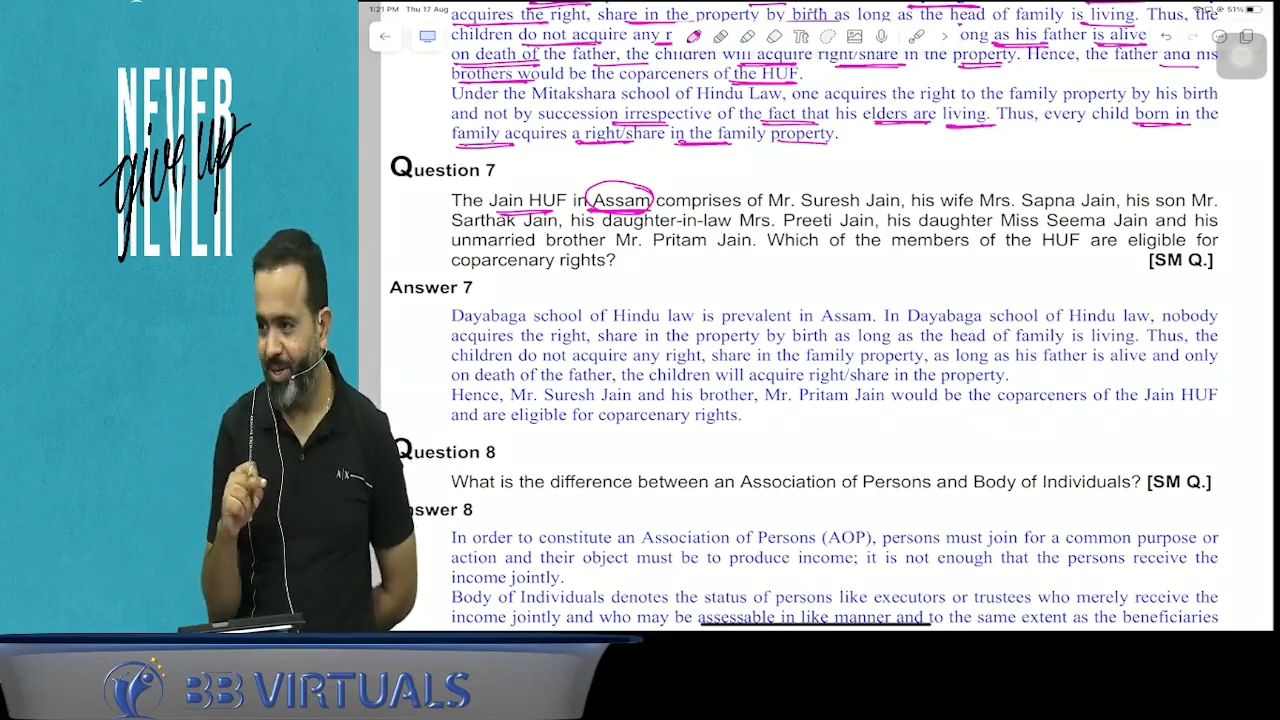 NEVER
give up
NEVER
1:21 PM Thu 17 Aug
51%
acquires the right, share in the property by birth as long as the head of family is living. Thus, the
children do not acquire any r ong as his father is alive
on death of the father, the children will acquire right/share in the property. Hence, the father and his
brothers would be the coparceners of the HUF.
Under the Mitakshara school of Hindu Law, one acquires the right to the family property by his birth
and not by succession irrespective of the fact that his elders are living. Thus, every child born in the
family acquires a right/share in the family property.
Question 7
The Jain HUF in Assam comprises of Mr. Suresh Jain, his wife Mrs. Sapna Jain, his son Mr.
Sarthak Jain, his daughter-in-law Mrs. Preeti Jain, his daughter Miss Seema Jain and his
unmarried brother Mr. Pritam Jain. Which of the members of the HUF are eligible for
coparcenary rights? [SM Q.]
Answer 7
Dayabaga school of Hindu law is prevalent in Assam. In Dayabaga school of Hindu law, nobody
acquires the right, share in the property by birth as long as the head of family is living. Thus, the
children do not acquire any right, share in the family property, as long as his father is alive and only
on death of the father, the children will acquire right/share in the property.
Hence, Mr. Suresh Jain and his brother, Mr. Pritam Jain would be the coparceners of the Jain HUF
and are eligible for coparcenary rights.
Question 8
What is the difference between an Association of Persons and Body of Individuals? [SM Q.]
nswer 8
In order to constitute an Association of Persons (AOP), persons must join for a common purpose or
action and their object must be to produce income; it is not enough that the persons receive the
income jointly.
Body of Individuals denotes the status of persons like executors or trustees who merely receive the
income jointly and who may be assessable in like manner and to the same extent as the beneficiaries
A|X
BB VIRTUALS